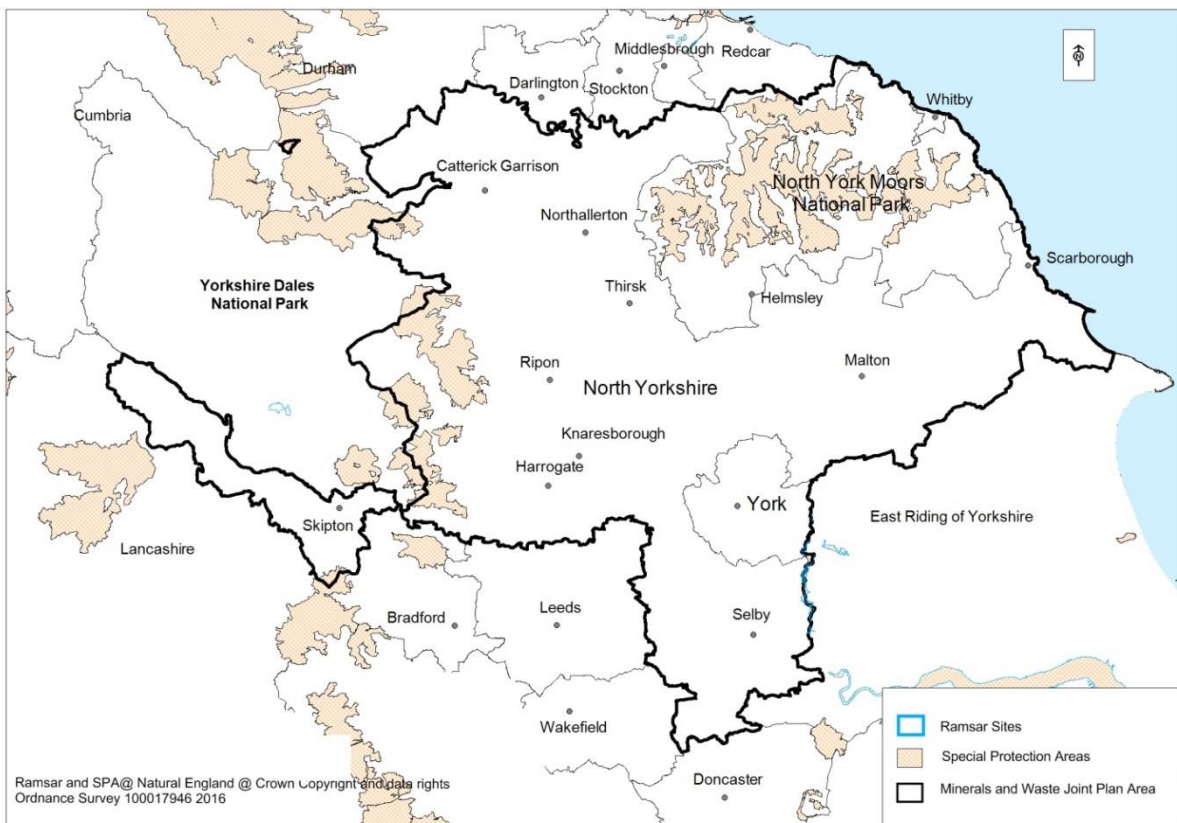 Middlesbrough
Redcar
Durham
Darlington
Stockton
Cumbria
Whitby
Catterick Garrison
North York Moors
National Park
Northallerton
Scarborough
Yorkshire Dales
National Park
Thirsk
Helmsley
Ripon
Malton
North Yorkshire
Knaresborough
Harrogate
York
Skipton
East Riding of Yorkshire
Lancashire
Bradford
Leeds
Selby
Wakefield
Doncaster
N
Ramsar Sites
Special Protection Areas
Minerals and Waste Joint Plan Area
Ramsar and SPA@ Natural England @ Crown Copyright and data rights
Ordnance Survey 100017946 2016